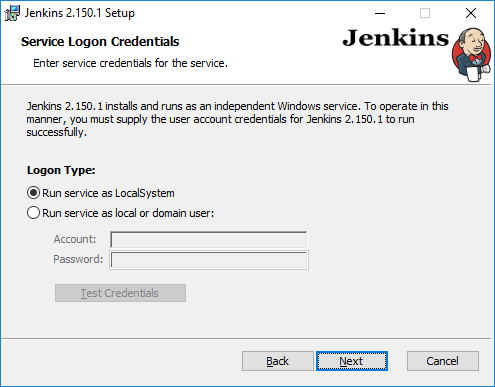 Jenkins 2.150.1 Setup
Service Logon Credentials
Enter service credentials for the service.
Jenkins
Jenkins 2.150.1 installs and runs as an independent Windows service. To operate in this
manner, you must supply the user account credentials for Jenkins 2.150.1 to run
successfully.
Logon Type:
Run service as LocalSystem
Run service as local or domain user:
Account:
Password:
Test Credentials
Back
Next
Cancel